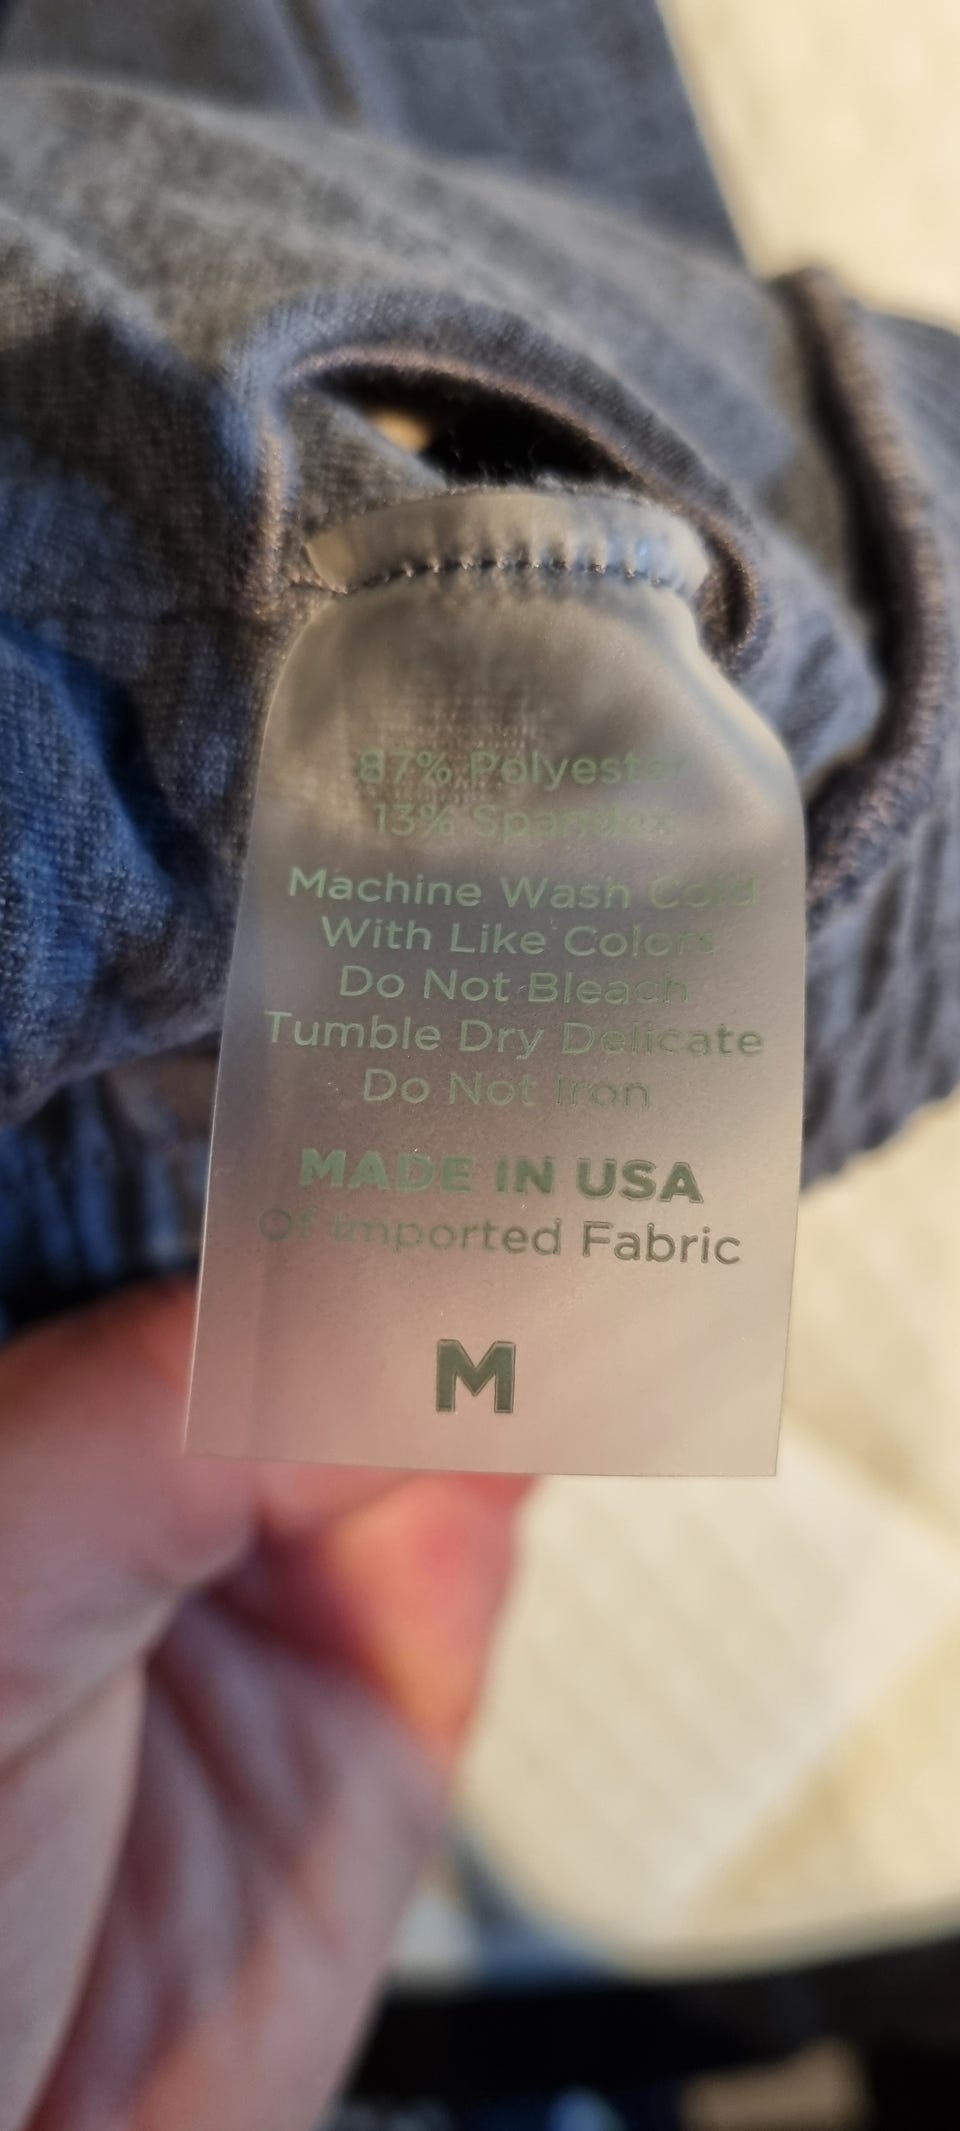 87% Polyester
13% Spandex
Machine Wash Cold
With Like Colors
Do Not Bleach
Tumble Dry Delicate
Do Not Iron
MADE IN USA
Of Imported Fabric
M